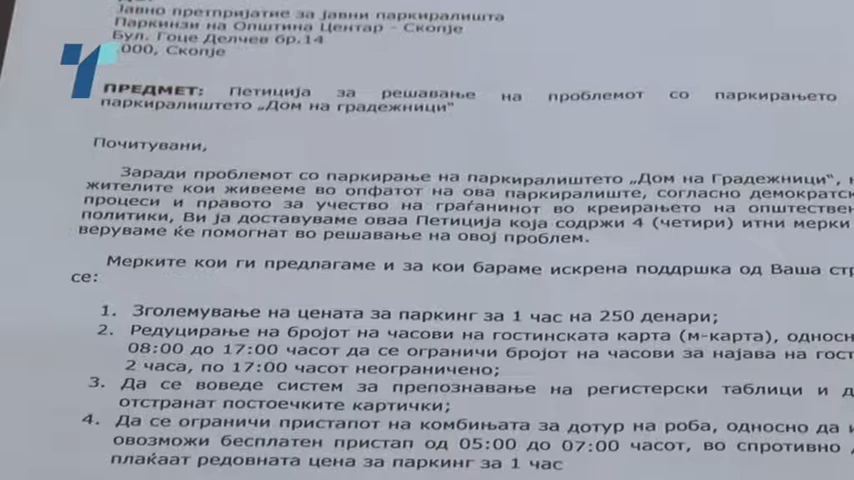 Јавно претпријатие за јавни паркиралишта
Паркинзи на Општина Центар – Скопје
Бул. Гоце Делчев бр.14
000, Скопје
ПРЕДМЕТ: Петиција за решавање на проблемот со паркирањето
паркиралиштето „Дом на градежници“
Почитувани,
Заради проблемот со паркирање на паркиралиштето „Дом на Градежници“,
жителите кои живееме во опфатот на ова паркиралиште, согласно демократск
процеси и правото за учество на граѓанинот во креирањето на општествен
политики, Ви ја доставуваме оваа Петиција која содржи 4 (четири) итни мерки
веруваме ќе помогнат во решавање на овој проблем.
Мерките кои ги предлагаме и за кои бараме искрена поддршка од Ваша стр
се:
1. Зголемување на цената за паркинг за 1 час на 250 денари;
2. Редуцирање на бројот на часови на гостинската карта (м-карта), односн
08:00 до 17:00 часот да се ограничи бројот на часови за најава на гост
2 часа, по 17:00 часот неограничено;
3. Да се воведе систем за препознавање на регистерски таблици и д
отстранат постоечките картички;
4. Да се ограничи пристапот на комбињата за дотур на роба, односно да и
овозможи бесплатен пристап од 05:00 до 07:00 часот, во спротивно
плаќаат редовната цена за паркинг за 1 час